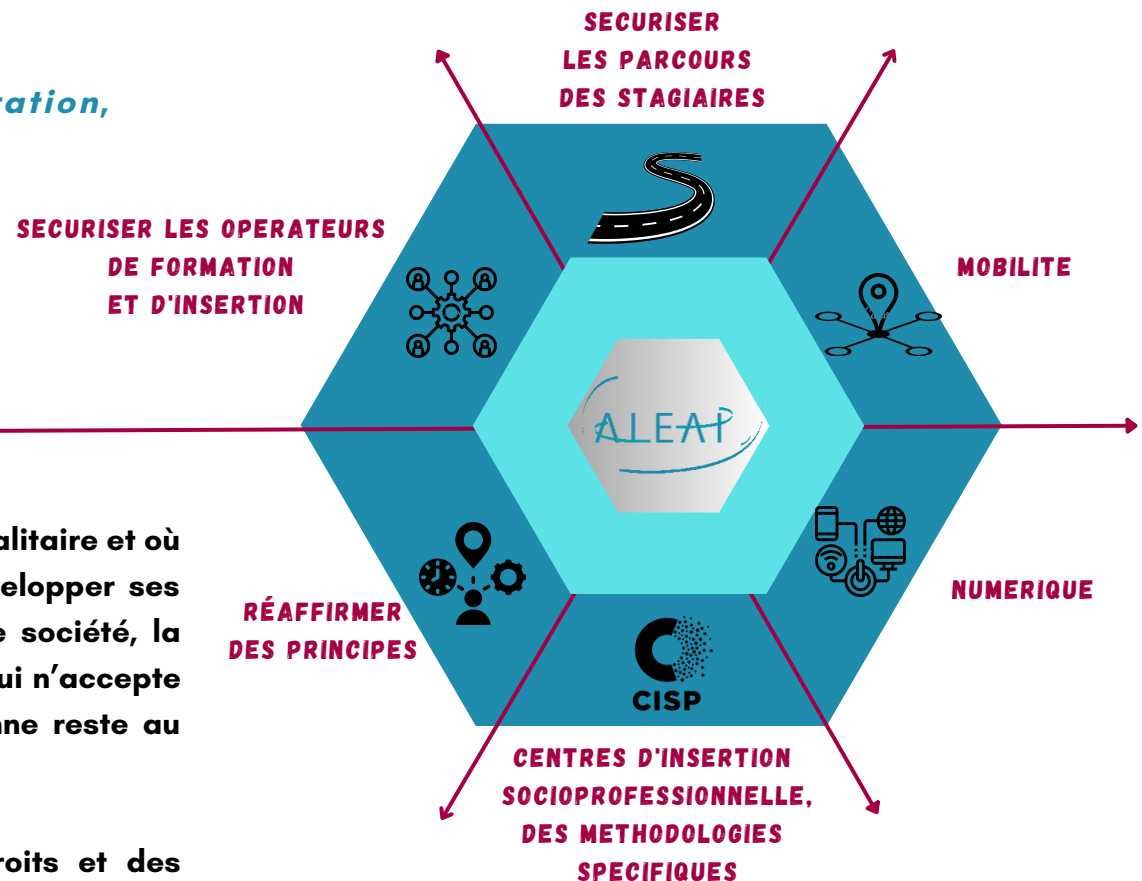 SECURISER
LES PARCOURS
DES STAGIAIRES
ration,
SECURISER LES OPERATEURS
DE FORMATION
ET D'INSERTION
MOBILITE
ALEAP
alitaire et où
elopper ses
e société, la
ui n’accepte
nne reste au
RÉAFFIRMER
DES PRINCIPES
NUMERIQUE
CISP
CENTRES D'INSERTION
SOCIOPROFESSIONNELLE,
DES METHODOLOGIES
SPECIFIQUES
roits et des